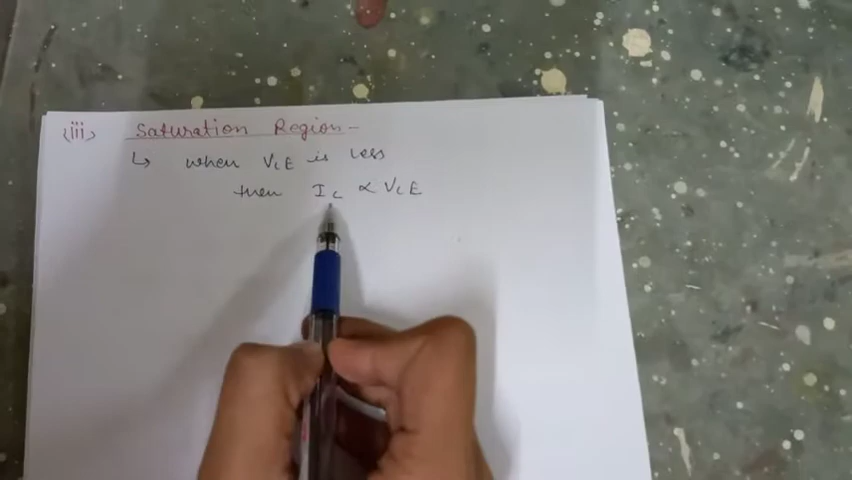 (iii) Saturation Region-
↳ when VCE is less
then IC ∝ VCE